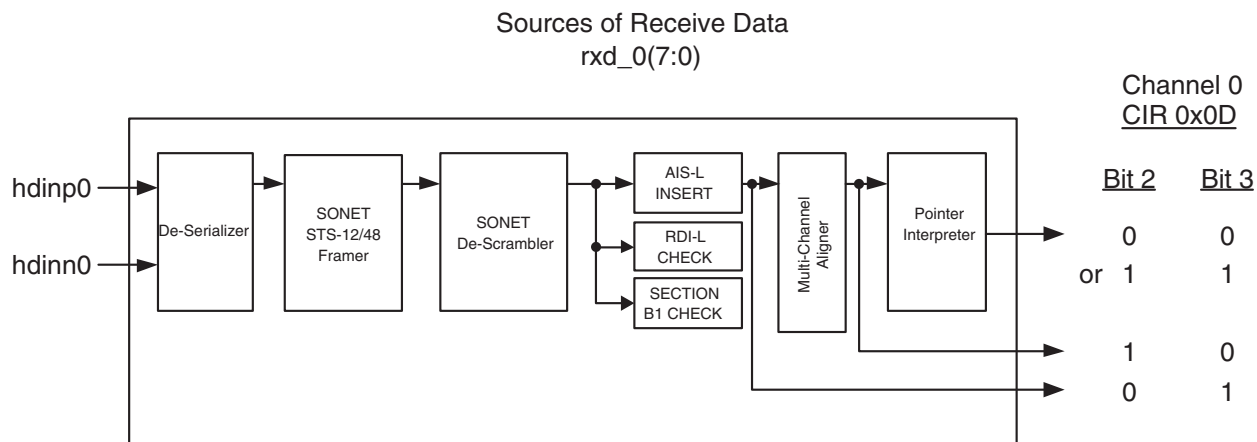 Sources of Receive Data
rxd_0(7:0)
Channel 0
CIR 0x0D
Bit 2 Bit 3
hdinp0
hdinn0
De-Serializer
SONET
STS-12/48
Framer
SONET
De-Scrambler
AIS-L
INSERT
RDI-L
CHECK
SECTION
B1 CHECK
Multi-Channel
Aligner
Pointer
Interpreter
0 0
or 1 1
1 0
0 1